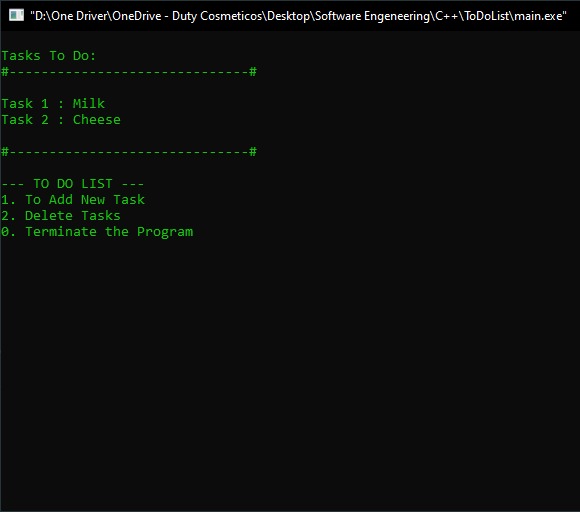 "D:\One Driver\OneDrive - Duty Cosmeticos\Desktop\Software Engeneering\C++\ToDoList\main.exe"
Tasks To Do:
#------------------------------#
Task 1 : Milk
Task 2 : Cheese
#------------------------------#
--- TO DO LIST ---
1. To Add New Task
2. Delete Tasks
0. Terminate the Program